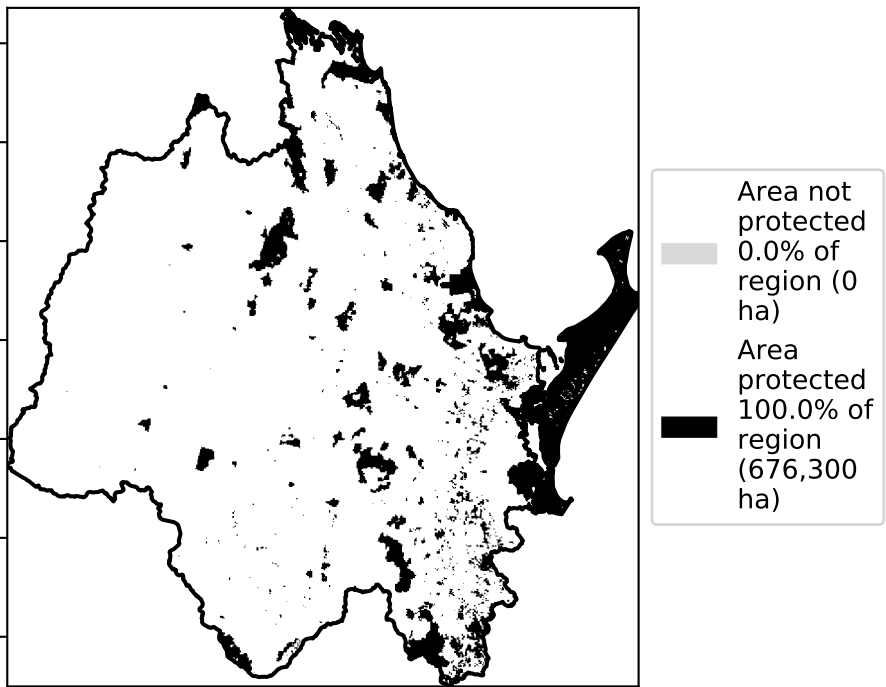 Area not
protected
0.0% of
region (0
ha)
Area
protected
100.0% of
region
(676,300
ha)